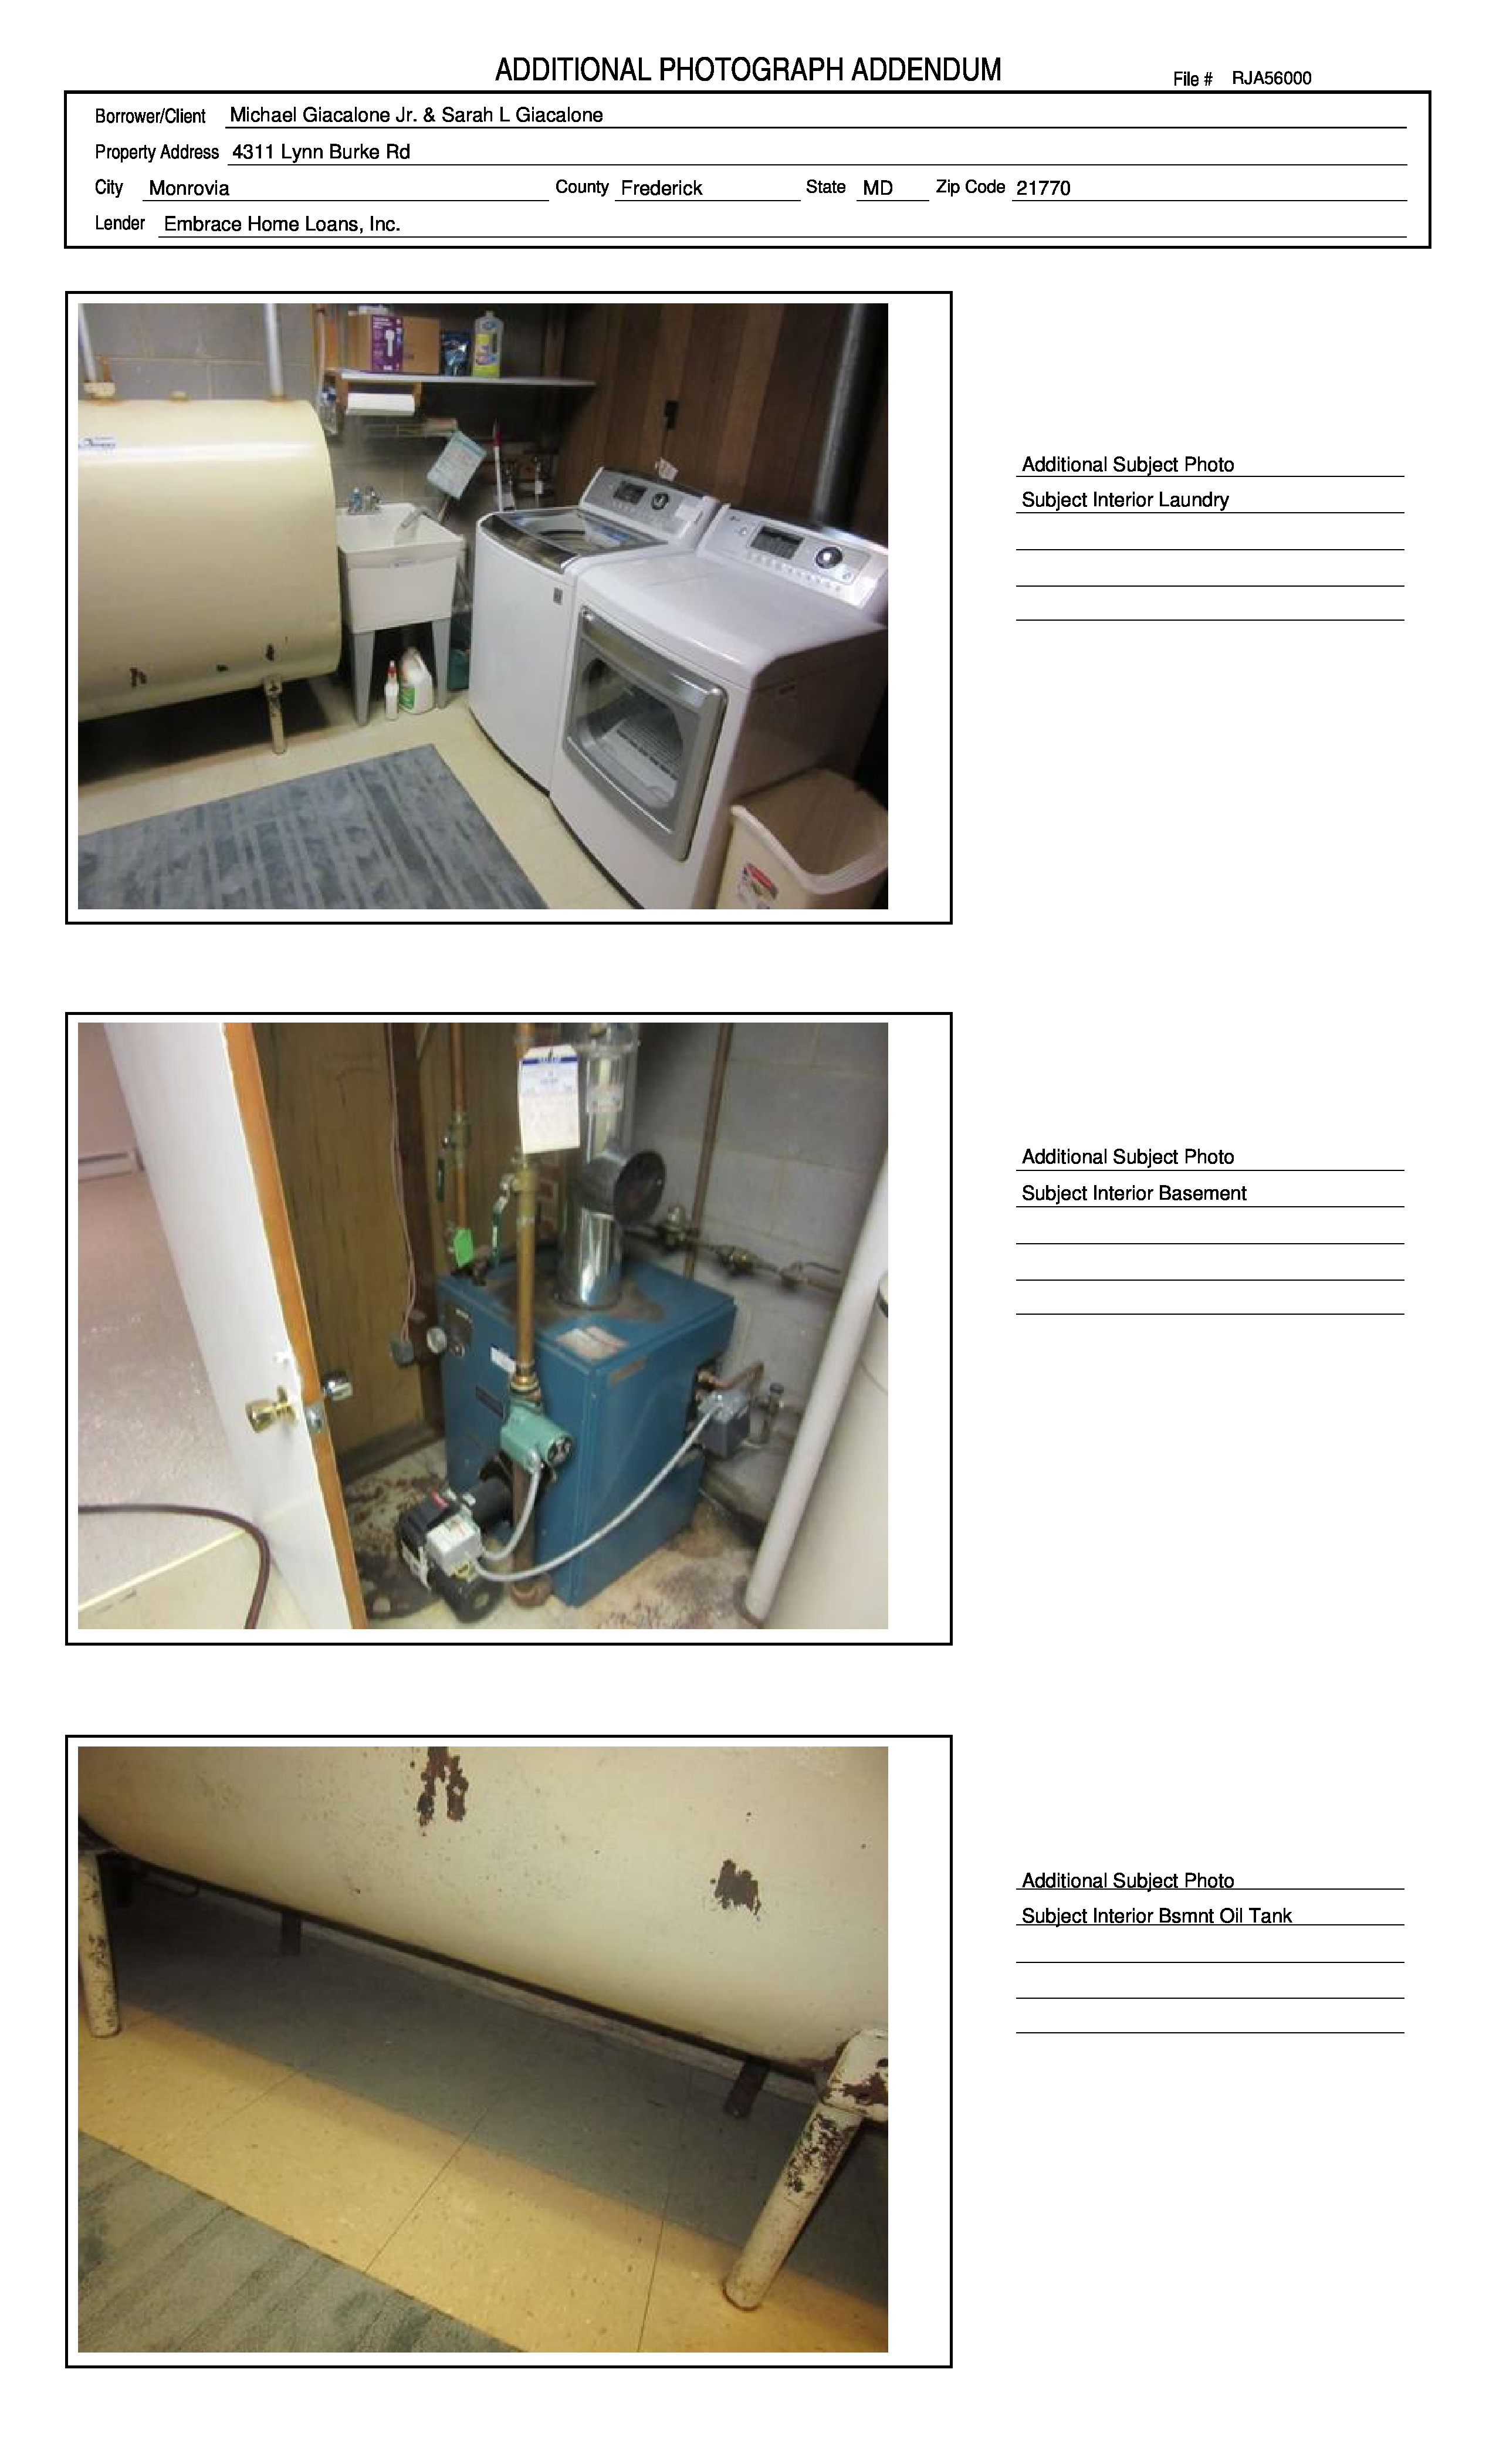 ADDITIONAL PHOTOGRAPH ADDENDUM
File # RJA56000
Borrower/Client Michael Giacalone Jr. & Sarah L Giacalone
Property Address 4311 Lynn Burke Rd
City Monrovia County Frederick State MD Zip Code 21770
Lender Embrace Home Loans, Inc.
Additional Subject Photo
Subject Interior Laundry
Additional Subject Photo
Subject Interior Basement
Additional Subject Photo
Subject Interior Bsmnt Oil Tank